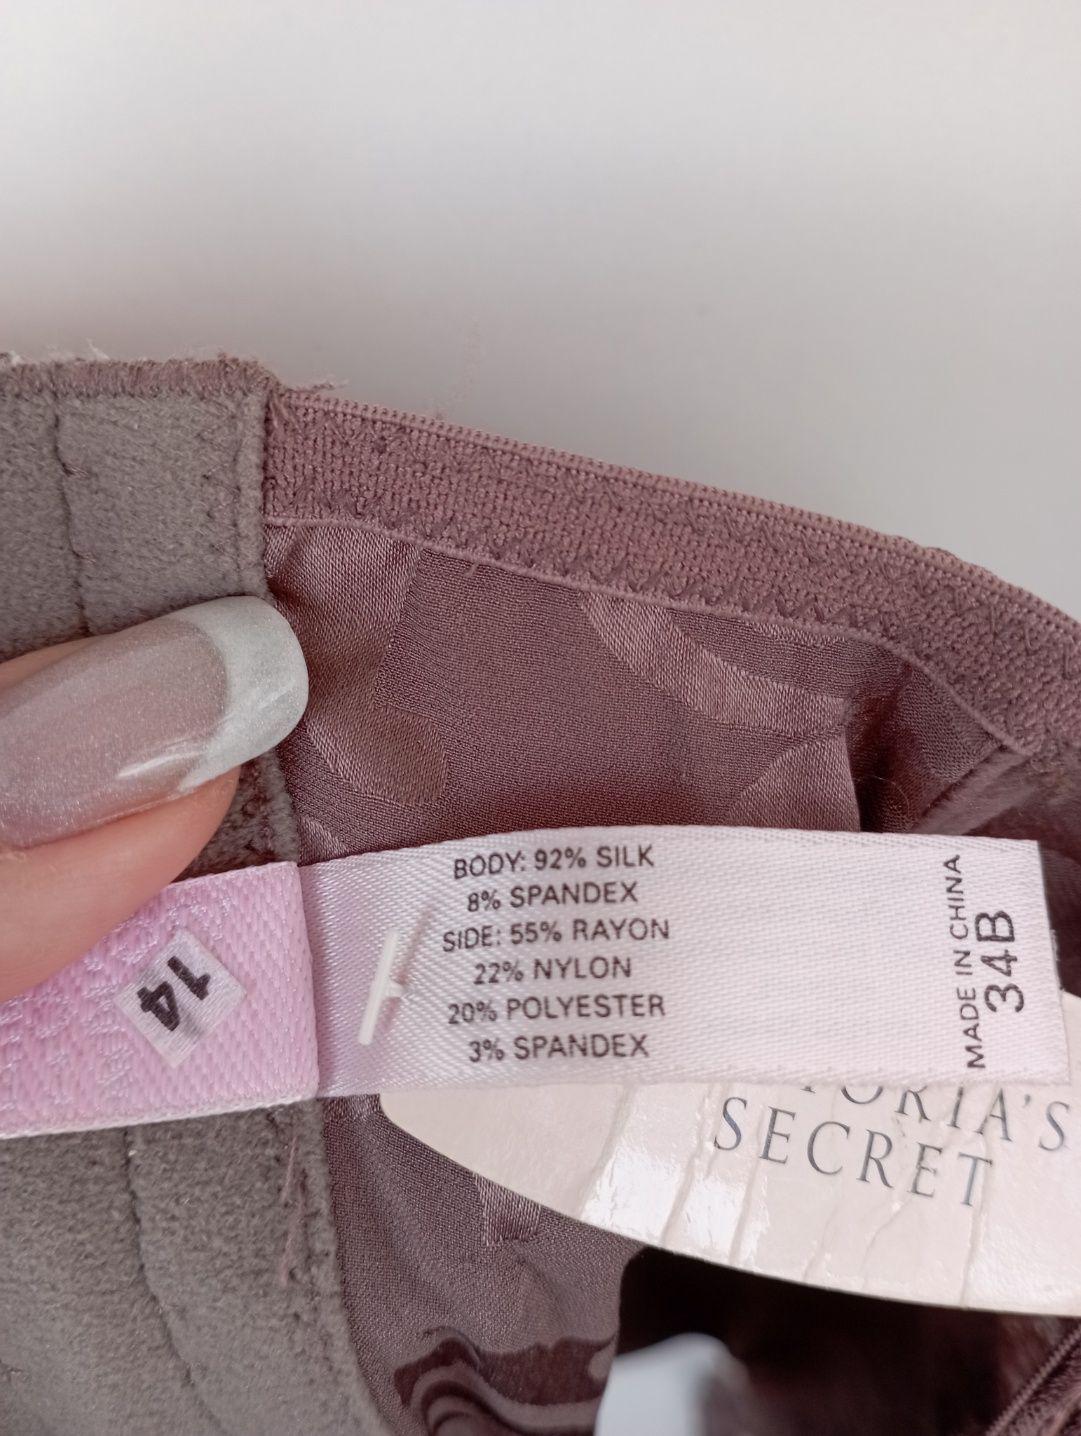 BODY: 92% SILK
8% SPANDEX
SIDE: 55% RAYON
22% NYLON
20% POLYESTER
3% SPANDEX
MADE IN CHINA
34B
14
SECRET